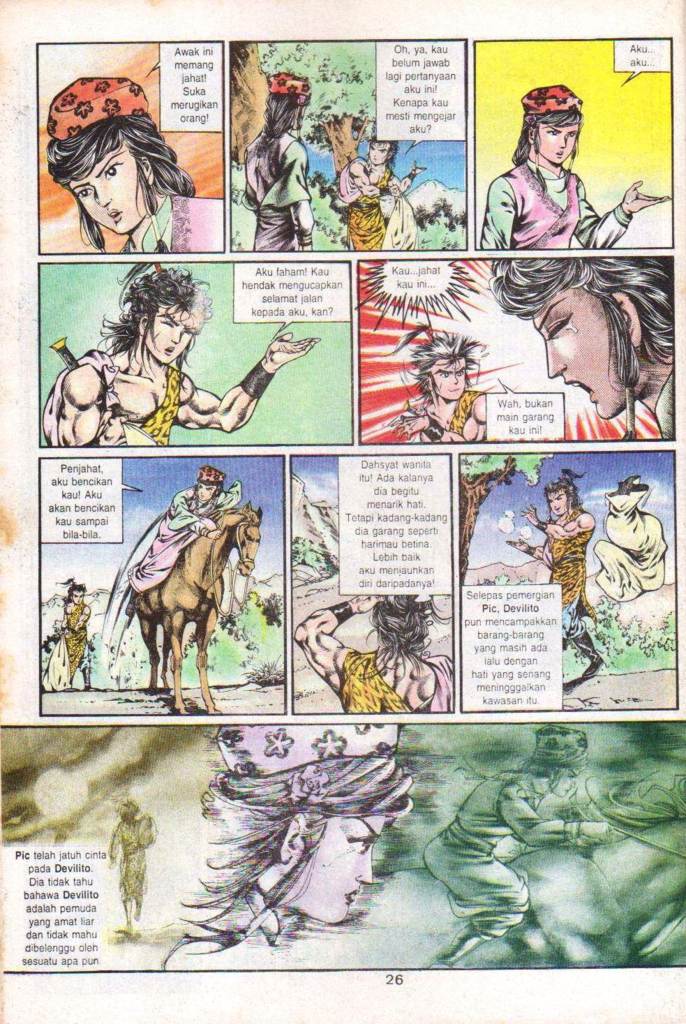 Awak ini
memang
jahat!
Suka
merugikan
orang!
Oh, ya, kau
belum jawab
lagi pertanyaan
aku ini!
Kenapa kau
mesti mengejar
aku?
Aku...
aku...
Aku faham! Kau
hendak mengucapkan
selamat jalan
kepada aku, kan?
Kau...jahat
kau ini...
Wah, bukan
main garang
kau ini!
Penjahat,
aku bencikan
kau! Aku
akan bencikan
kau sampai
bila-bila.
Dahsyat wanita
itu! Ada kalanya
dia begitu
menarik hati.
Tetapi kadang-kadang
dia garang seperti
harimau betina.
Lebih baik
aku menjauhkan
diri daripadanya!
Selepas pemergian
Pic, Devilito
pun mencampakkan
barang-barang
yang masih ada
lalu dengan
hati yang senang
meninggalkan
kawasan itu.
Pic telah jatuh cinta
pada Devilito.
Dia tidak tahu
bahawa Devilito
adalah pemuda
yang amat liar
dan tidak mahu
dibelenggu oleh
sesuatu apa pun.
26